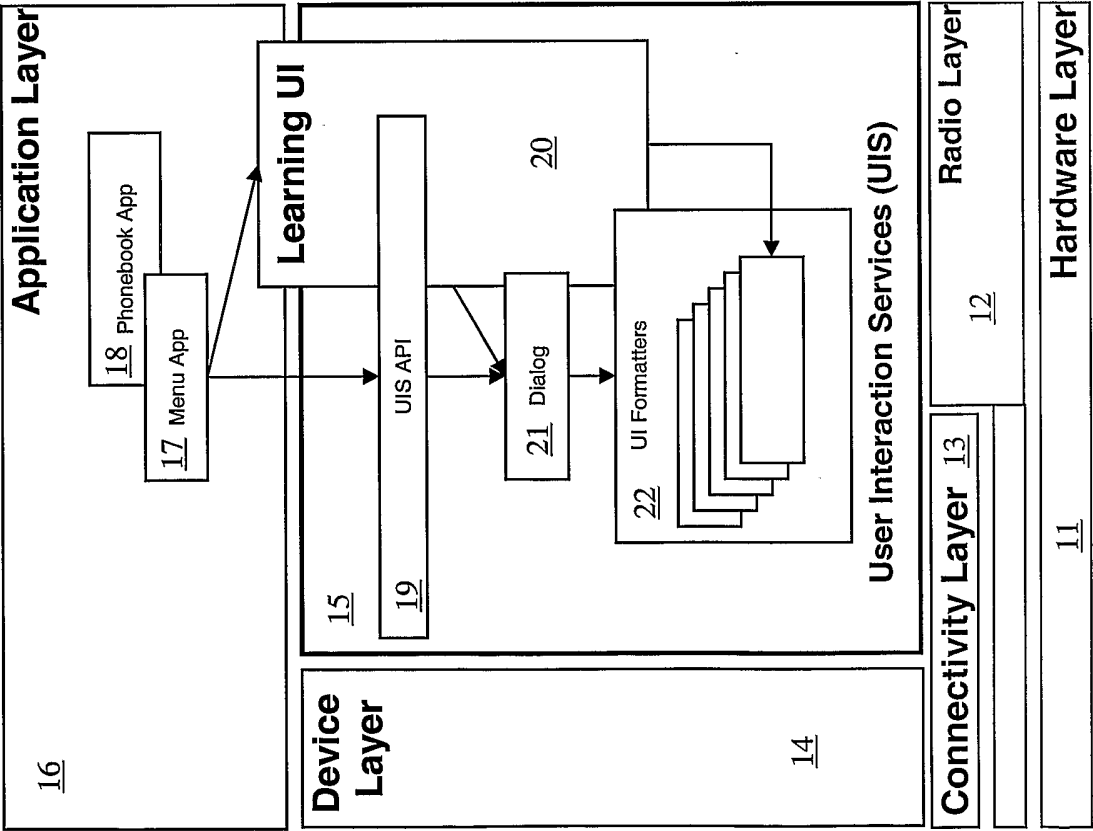 16
Application Layer
18 Phonebook App
17 Menu App
Learning UI
20
15
19
UIS API
21 Dialog
22
UI Formatters
User Interaction Services (UIS)
Device
Layer
14
Connectivity Layer 13
12
Radio Layer
11
Hardware Layer